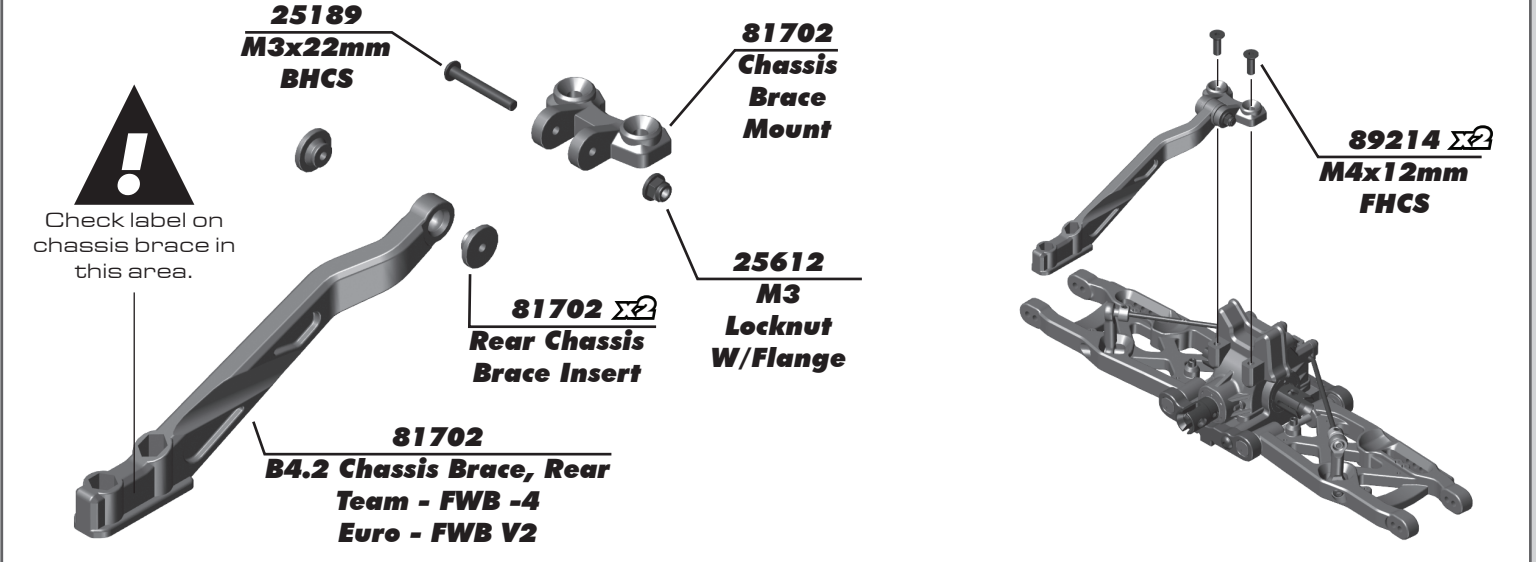 25189
M3x22mm
BHCS
81702
Chassis
Brace
Mount
89214 x2
M4x12mm
FHCS
!
Check label on
chassis brace in
this area.
25612
M3
Locknut
W/Flange
81702 x2
Rear Chassis
Brace Insert
81702
B4.2 Chassis Brace, Rear
Team - FWB -4
Euro - FWB V2